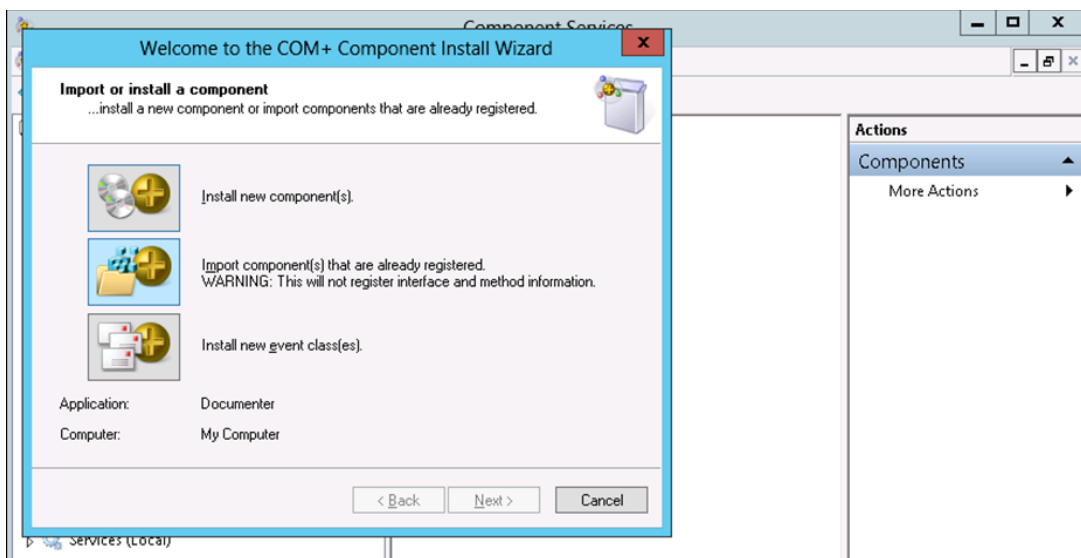 Component Services
Welcome to the COM+ Component Install Wizard
Import or install a component
...install a new component or import components that are already registered.
Install new component(s).
Import component(s) that are already registered.
WARNING: This will not register interface and method information.
Install new event class(es).
Application: Documenter
Computer: My Computer
< Back Next > Cancel
Services (Local)
Actions
Components
More Actions